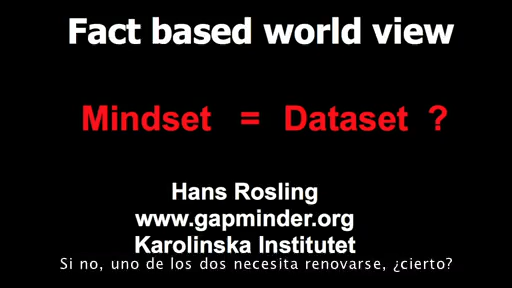 Fact based world view
Mindset = Dataset ?
Hans Rosling
www.gapminder.org
Karolinska Institutet
Si no, uno de los dos necesita renovarse, ¿cierto?